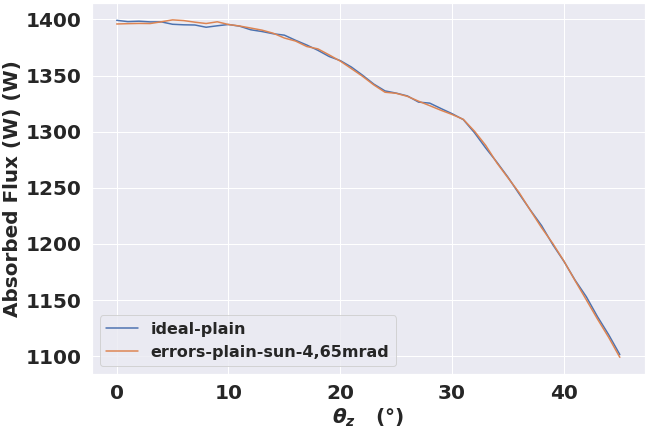 1400
1350
1300
1250
1200
1150
1100
Absorbed Flux (W) (W)
ideal-plain
errors-plain-sun-4,65mrad
0 10 20 30 40
θz (°)